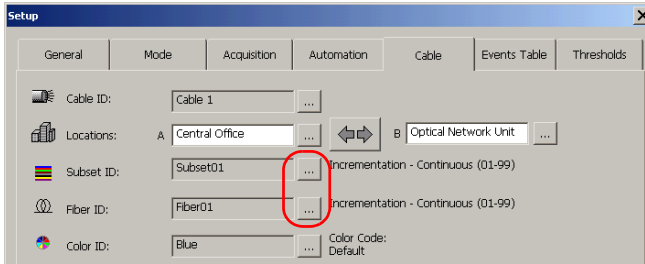 Setup
General Mode Acquisition Automation Cable Events Table Thresholds
Cable ID: Cable 1 ...
Locations: A Central Office ... B Optical Network Unit ...
Subset ID: Subset01 ... Incrementation - Continuous (01-99)
Fiber ID: Fiber01 ... Incrementation - Continuous (01-99)
Color ID: Blue ... Color Code:
Default